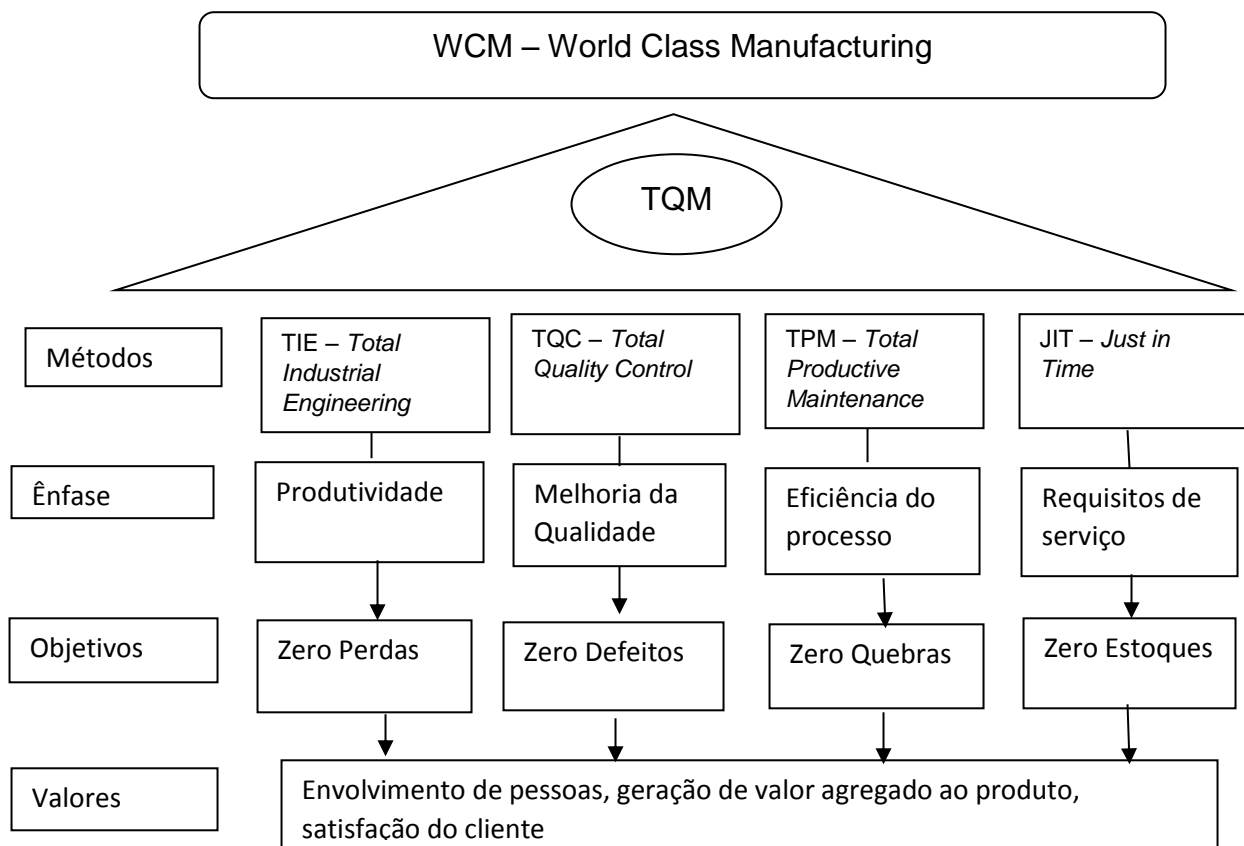 WCM – World Class Manufacturing
TQM
Métodos
TIE – Total
Industrial
Engineering
TQC – Total
Quality Control
TPM – Total
Productive
Maintenance
JIT – Just in
Time
Ênfase
Produtividade
Melhoria da
Qualidade
Eficiência do
processo
Requisitos de
serviço
Objetivos
Zero Perdas
Zero Defeitos
Zero Quebras
Zero Estoques
Valores
Envolvimento de pessoas, geração de valor agregado ao produto,
satisfação do cliente